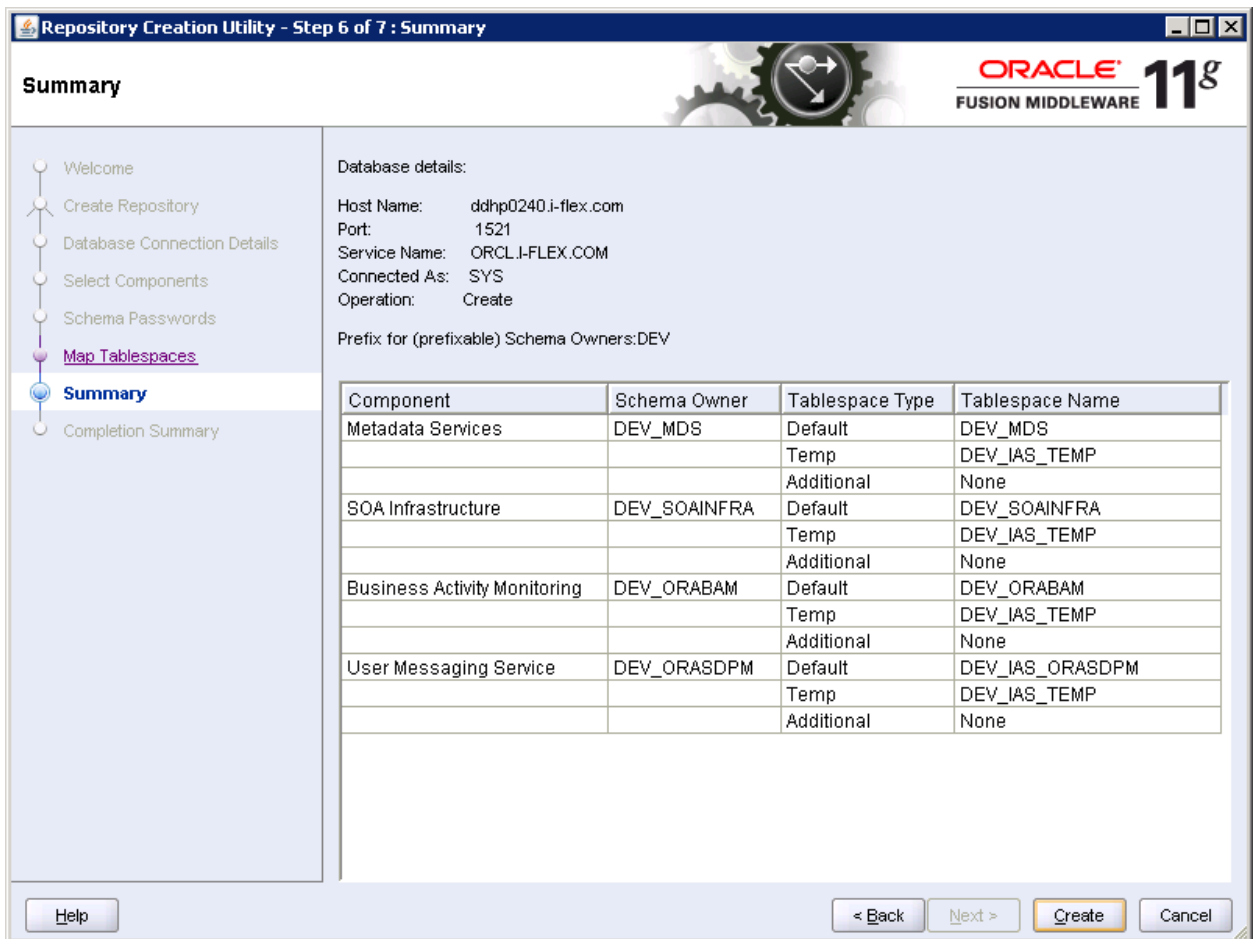 Repository Creation Utility - Step 6 of 7 : Summary
Summary
ORACLE
FUSION MIDDLEWARE
11g
Welcome
Create Repository
Database Connection Details
Select Components
Schema Passwords
Map Tablespaces
Summary
Completion Summary
Database details:
Host Name: ddhp0240.i-flex.com
Port: 1521
Service Name: ORCL.I-FLEX.COM
Connected As: SYS
Operation: Create
Prefix for (prefixable) Schema Owners:DEV
Component Schema Owner Tablespace Type Tablespace Name
Metadata Services DEV_MDS Default DEV_MDS
Temp DEV_IAS_TEMP
Additional None
SOA Infrastructure DEV_SOAINFRA Default DEV_SOAINFRA
Temp DEV_IAS_TEMP
Additional None
Business Activity Monitoring DEV_ORABAM Default DEV_ORABAM
Temp DEV_IAS_TEMP
Additional None
User Messaging Service DEV_ORASDPM Default DEV_IAS_ORASDPM
Temp DEV_IAS_TEMP
Additional None
Help < Back Next > Create Cancel